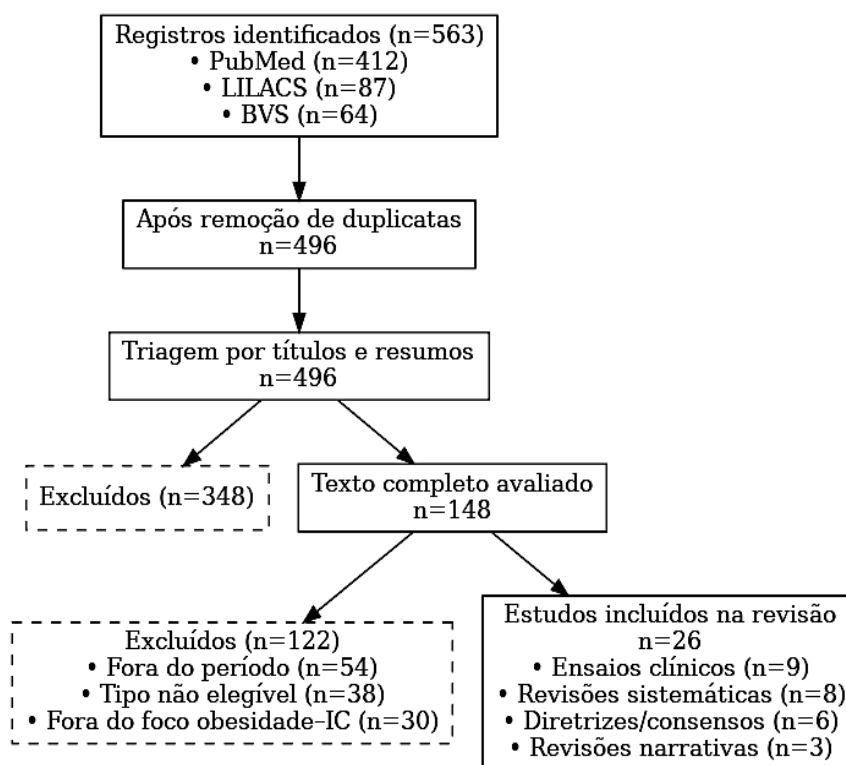 Registros identificados (n=563)
• PubMed (n=412)
• LILACS (n=87)
• BVS (n=64)
Após remoção de duplicatas
n=496
Triagem por títulos e resumos
n=496
Excluídos (n=348)
Texto completo avaliado
n=148
Excluídos (n=122)
• Fora do período (n=54)
• Tipo não elegível (n=38)
• Fora do foco obesidade–IC (n=30)
Estudos incluídos na revisão
n=26
• Ensaios clínicos (n=9)
• Revisões sistemáticas (n=8)
• Diretrizes/consensos (n=6)
• Revisões narrativas (n=3)